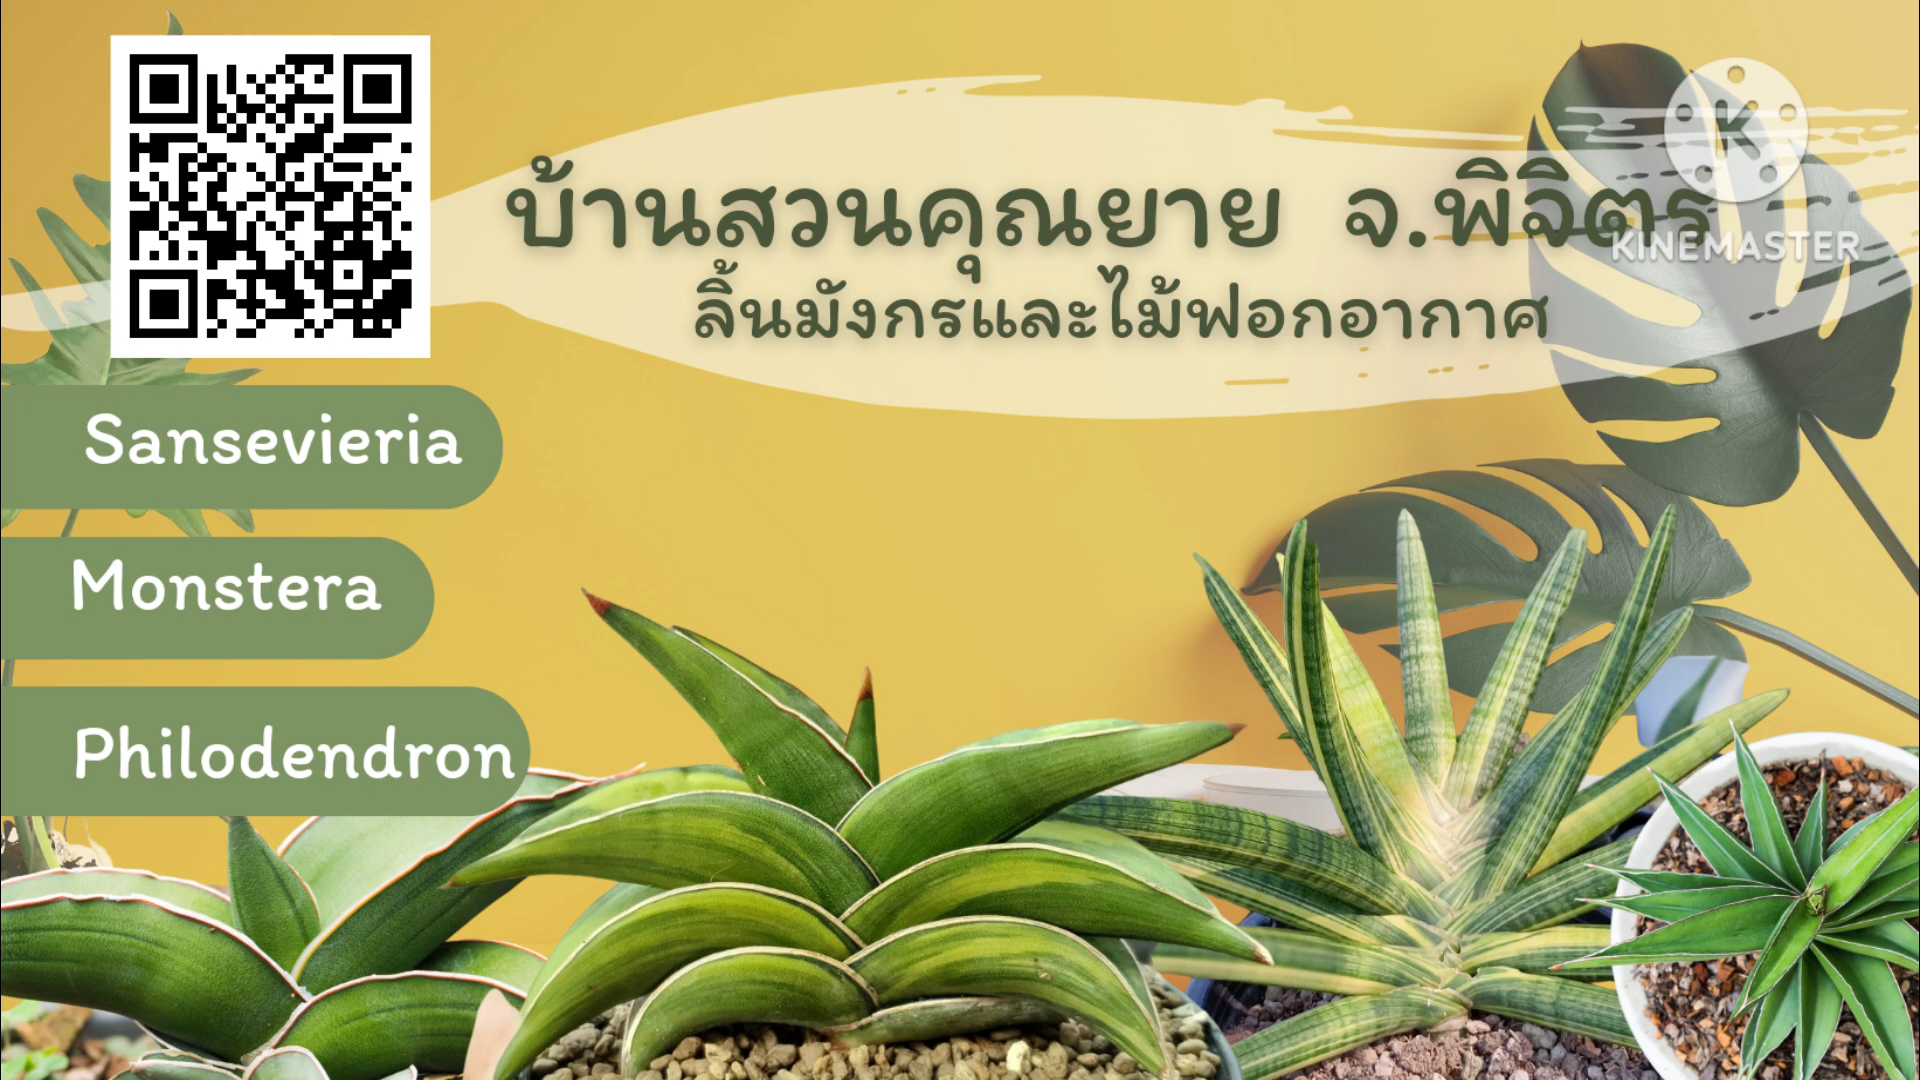 บ้านสวนคุณยาย จ.พิจิตร
ลิ้นมังกรและไม้ฟอกอากาศ
K
KINEMASTER
Sansevieria
Monstera
Philodendron